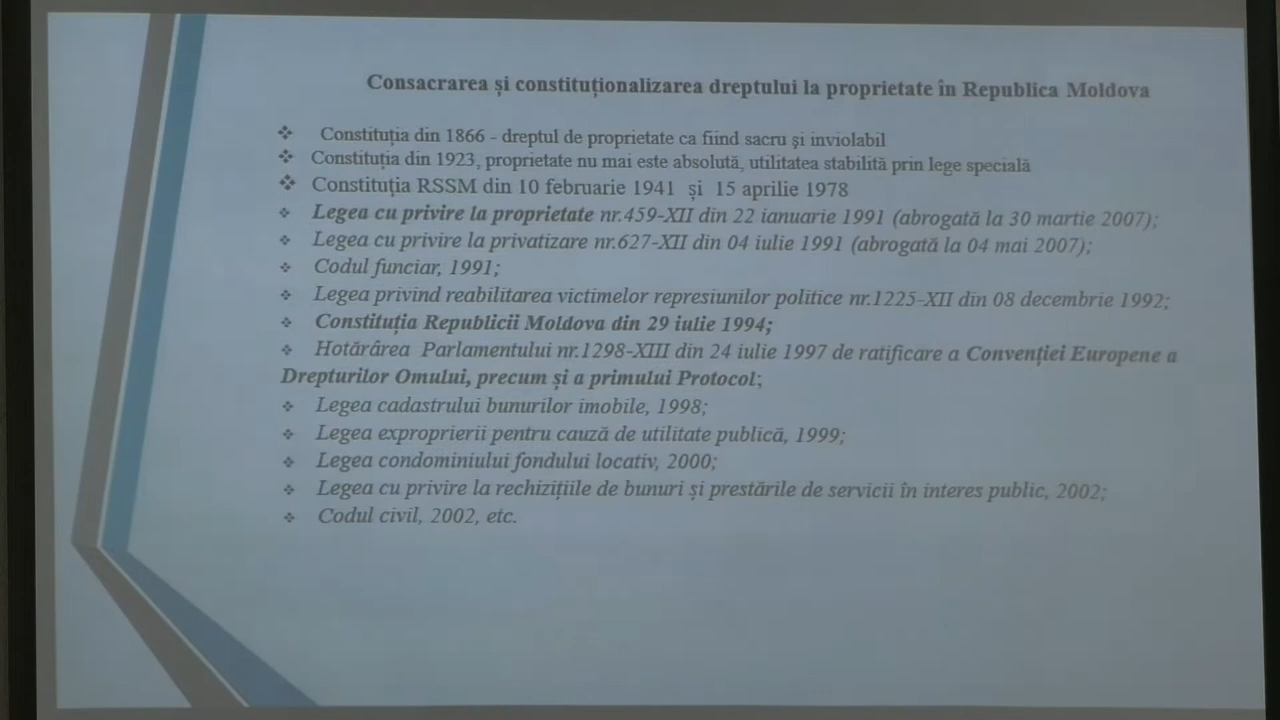 Consacrarea și constituționalizarea dreptului la proprietate în Republica Moldova
❖ Constituția din 1866 - dreptul de proprietate ca fiind sacru și inviolabil
❖ Constituția din 1923, proprietate nu mai este absolută, utilitatea stabilită prin lege specială
❖ Constituția RSSM din 10 februarie 1941 și 15 aprilie 1978
❖ Legea cu privire la proprietate nr.459-XII din 22 ianuarie 1991 (abrogată la 30 martie 2007);
❖ Legea cu privire la privatizare nr.627-XII din 04 iulie 1991 (abrogată la 04 mai 2007);
❖ Codul funciar, 1991;
❖ Legea privind reabilitarea victimelor represiunilor politice nr.1225-XII din 08 decembrie 1992;
❖ Constituția Republicii Moldova din 29 iulie 1994;
❖ Hotărârea Parlamentului nr.1298-XIII din 24 iulie 1997 de ratificare a Convenției Europene a
Drepturilor Omului, precum și a primului Protocol;
❖ Legea cadastrului bunurilor imobile, 1998;
❖ Legea exproprierii pentru cauză de utilitate publică, 1999;
❖ Legea condominiului fondului locativ, 2000;
❖ Legea cu privire la rechizițiile de bunuri și prestările de servicii în interes public, 2002;
❖ Codul civil, 2002, etc.